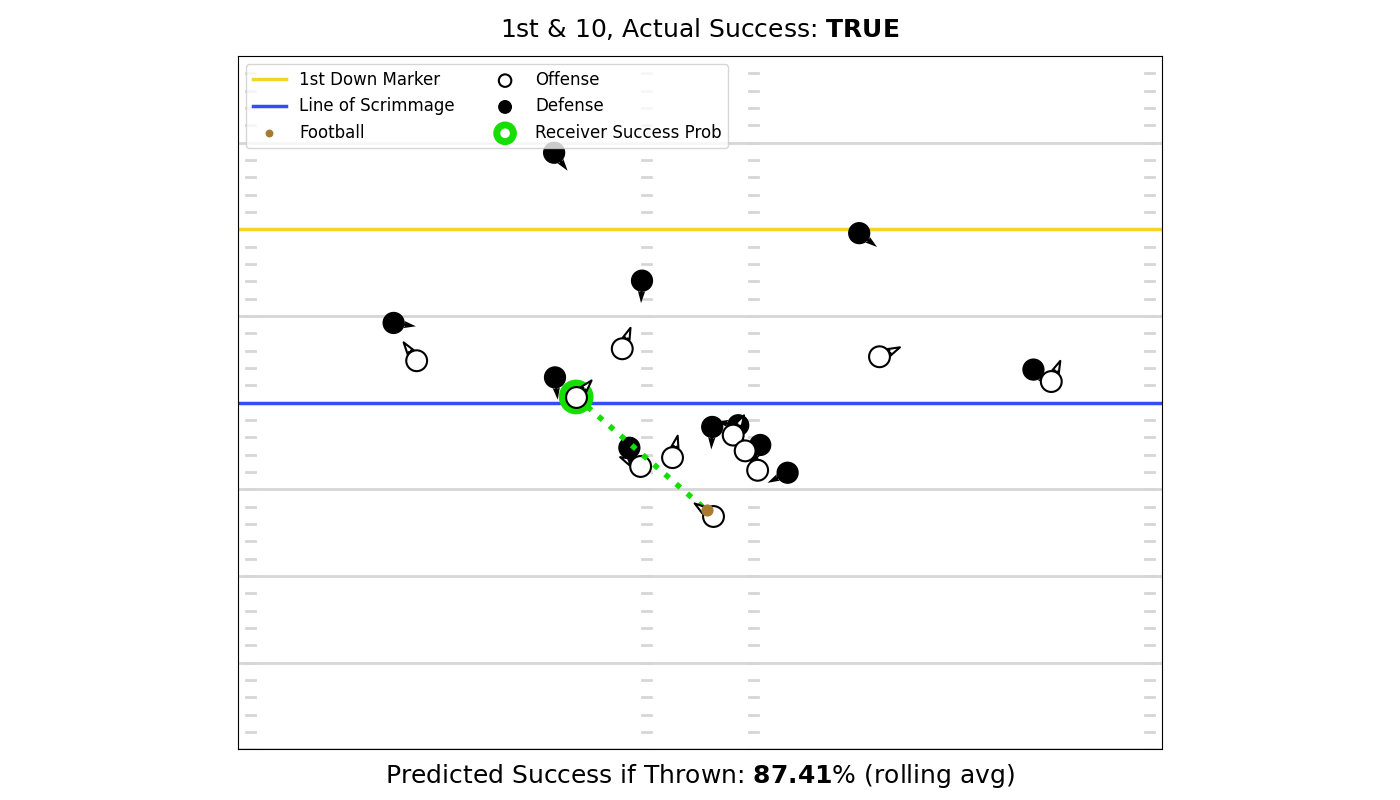 1st & 10, Actual Success: TRUE
1st Down Marker
Line of Scrimmage
Football
Offense
Defense
Receiver Success Prob
Predicted Success if Thrown: 87.41% (rolling avg)